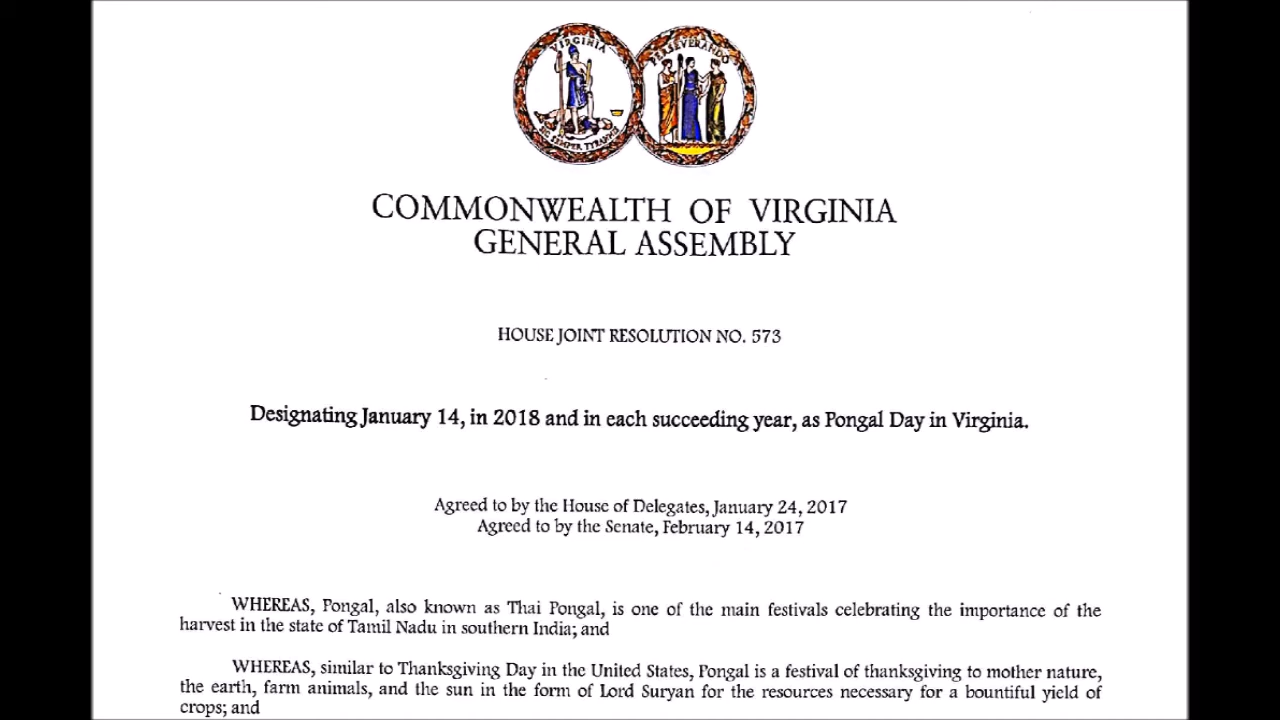 VIRGINIA
SIC SEMPER TYRANNIS
PERSEVERANDO
COMMONWEALTH OF VIRGINIA
GENERAL ASSEMBLY
HOUSE JOINT RESOLUTION NO. 573
Designating January 14, in 2018 and in each succeeding year, as Pongal Day in Virginia.
Agreed to by the House of Delegates, January 24, 2017
Agreed to by the Senate, February 14, 2017
WHEREAS, Pongal, also known as Thai Pongal, is one of the main festivals celebrating the importance of the
harvest in the state of Tamil Nadu in southern India; and
WHEREAS, similar to Thanksgiving Day in the United States, Pongal is a festival of thanksgiving to mother nature,
the earth, farm animals, and the sun in the form of Lord Suryan for the resources necessary for a bountiful yield of
crops; and